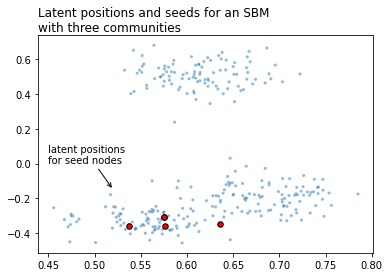 Latent positions and seeds for an SBM
with three communities
0.6
0.4
0.2
0.0
−0.2
−0.4
latent positions
for seed nodes
0.45 0.50 0.55 0.60 0.65 0.70 0.75 0.80